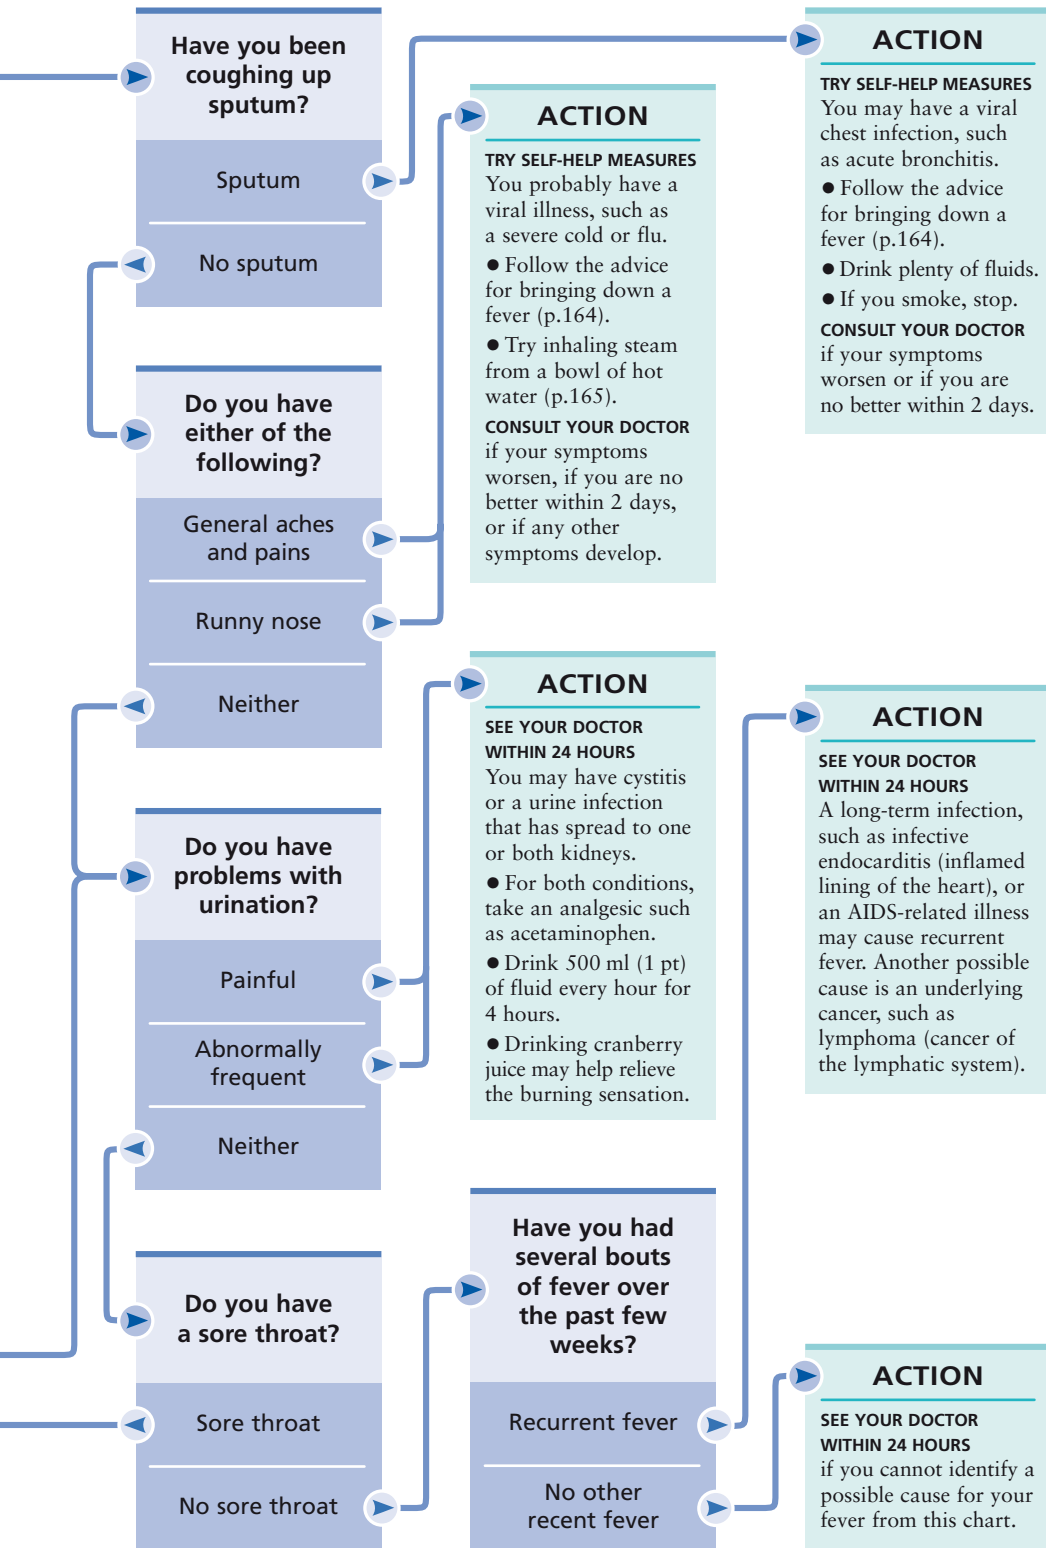 Have you been
coughing up
sputum?
Sputum
No sputum
Do you have
either of the
following?
General aches
and pains
Runny nose
Neither
Do you have
problems with
urination?
Painful
Abnormally
frequent
Neither
Do you have
a sore throat?
Sore throat
No sore throat
ACTION
TRY SELF-HELP MEASURES
You probably have a
viral illness, such as
a severe cold or flu.
● Follow the advice
for bringing down a
fever (p.164).
● Try inhaling steam
from a bowl of hot
water (p.165).
CONSULT YOUR DOCTOR
if your symptoms
worsen, if you are no
better within 2 days,
or if any other
symptoms develop.
ACTION
SEE YOUR DOCTOR
WITHIN 24 HOURS
You may have cystitis
or a urine infection
that has spread to one
or both kidneys.
● For both conditions,
take an analgesic such
as acetaminophen.
● Drink 500 ml (1 pt)
of fluid every hour for
4 hours.
● Drinking cranberry
juice may help relieve
the burning sensation.
Have you had
several bouts
of fever over
the past few
weeks?
Recurrent fever
No other
recent fever
ACTION
TRY SELF-HELP MEASURES
You may have a viral
chest infection, such
as acute bronchitis.
● Follow the advice
for bringing down a
fever (p.164).
● Drink plenty of fluids.
● If you smoke, stop.
CONSULT YOUR DOCTOR
if your symptoms
worsen or if you are
no better within 2 days.
ACTION
SEE YOUR DOCTOR
WITHIN 24 HOURS
A long-term infection,
such as infective
endocarditis (inflamed
lining of the heart), or
an AIDS-related illness
may cause recurrent
fever. Another possible
cause is an underlying
cancer, such as
lymphoma (cancer of
the lymphatic system).
ACTION
SEE YOUR DOCTOR
WITHIN 24 HOURS
if you cannot identify a
possible cause for your
fever from this chart.